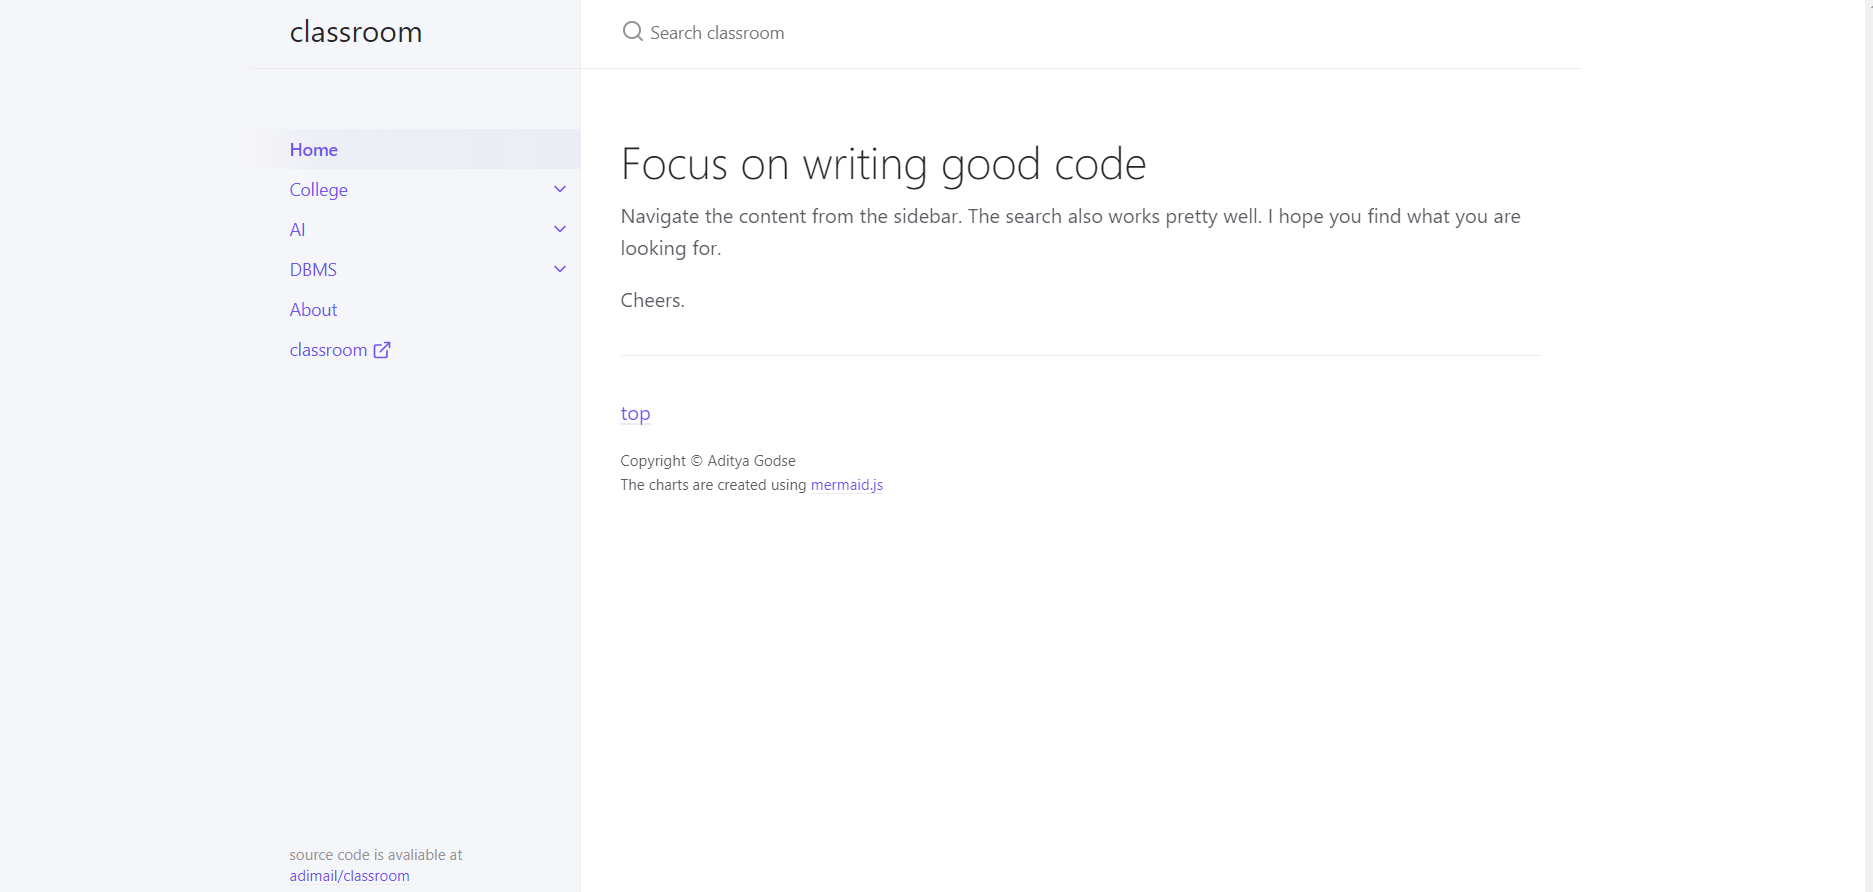 classroom
Search classroom
Home
College
AI
DBMS
About
classroom
Focus on writing good code
Navigate the content from the sidebar. The search also works pretty well. I hope you find what you are
looking for.
Cheers.
top
Copyright © Aditya Godse
The charts are created using mermaid.js
source code is avaliable at
adimail/classroom